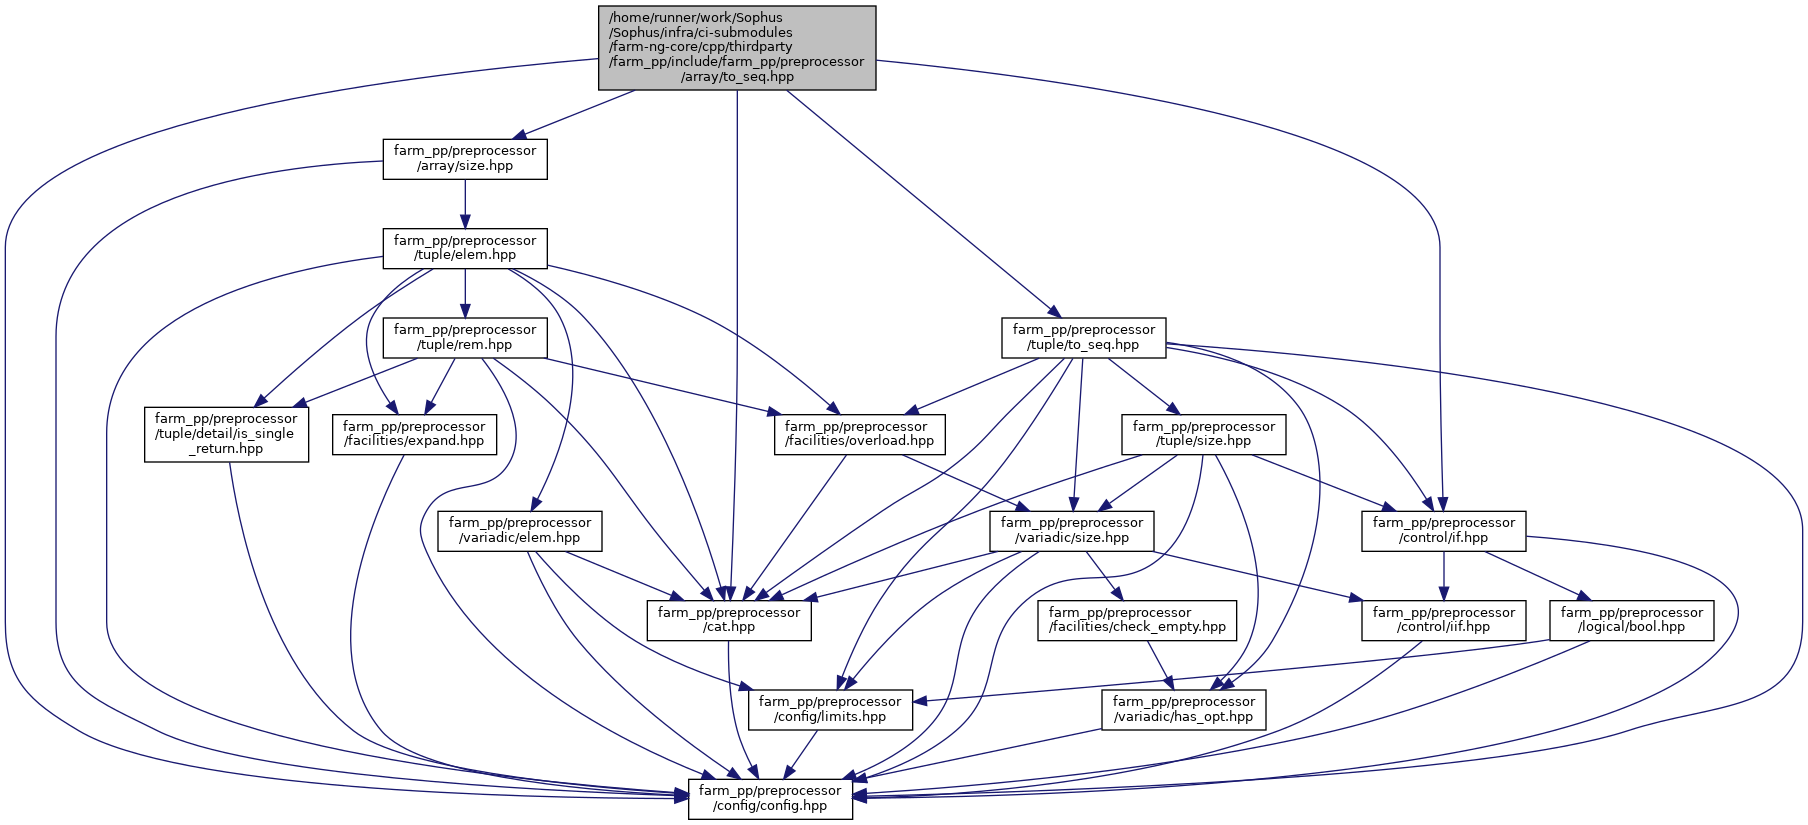 /home/runner/work/Sophus
/Sophus/infra/ci-submodules
/farm-ng-core/cpp/thirdparty
/farm_pp/include/farm_pp/preprocessor
/array/to_seq.hpp
farm_pp/preprocessor
/array/size.hpp
farm_pp/preprocessor
/tuple/elem.hpp
farm_pp/preprocessor
/tuple/rem.hpp
farm_pp/preprocessor
/tuple/to_seq.hpp
farm_pp/preprocessor
/tuple/detail/is_single
_return.hpp
farm_pp/preprocessor
/facilities/expand.hpp
farm_pp/preprocessor
/facilities/overload.hpp
farm_pp/preprocessor
/tuple/size.hpp
farm_pp/preprocessor
/variadic/elem.hpp
farm_pp/preprocessor
/variadic/size.hpp
farm_pp/preprocessor
/control/if.hpp
farm_pp/preprocessor
/cat.hpp
farm_pp/preprocessor
/facilities/check_empty.hpp
farm_pp/preprocessor
/control/iif.hpp
farm_pp/preprocessor
/logical/bool.hpp
farm_pp/preprocessor
/config/limits.hpp
farm_pp/preprocessor
/variadic/has_opt.hpp
farm_pp/preprocessor
/config/config.hpp